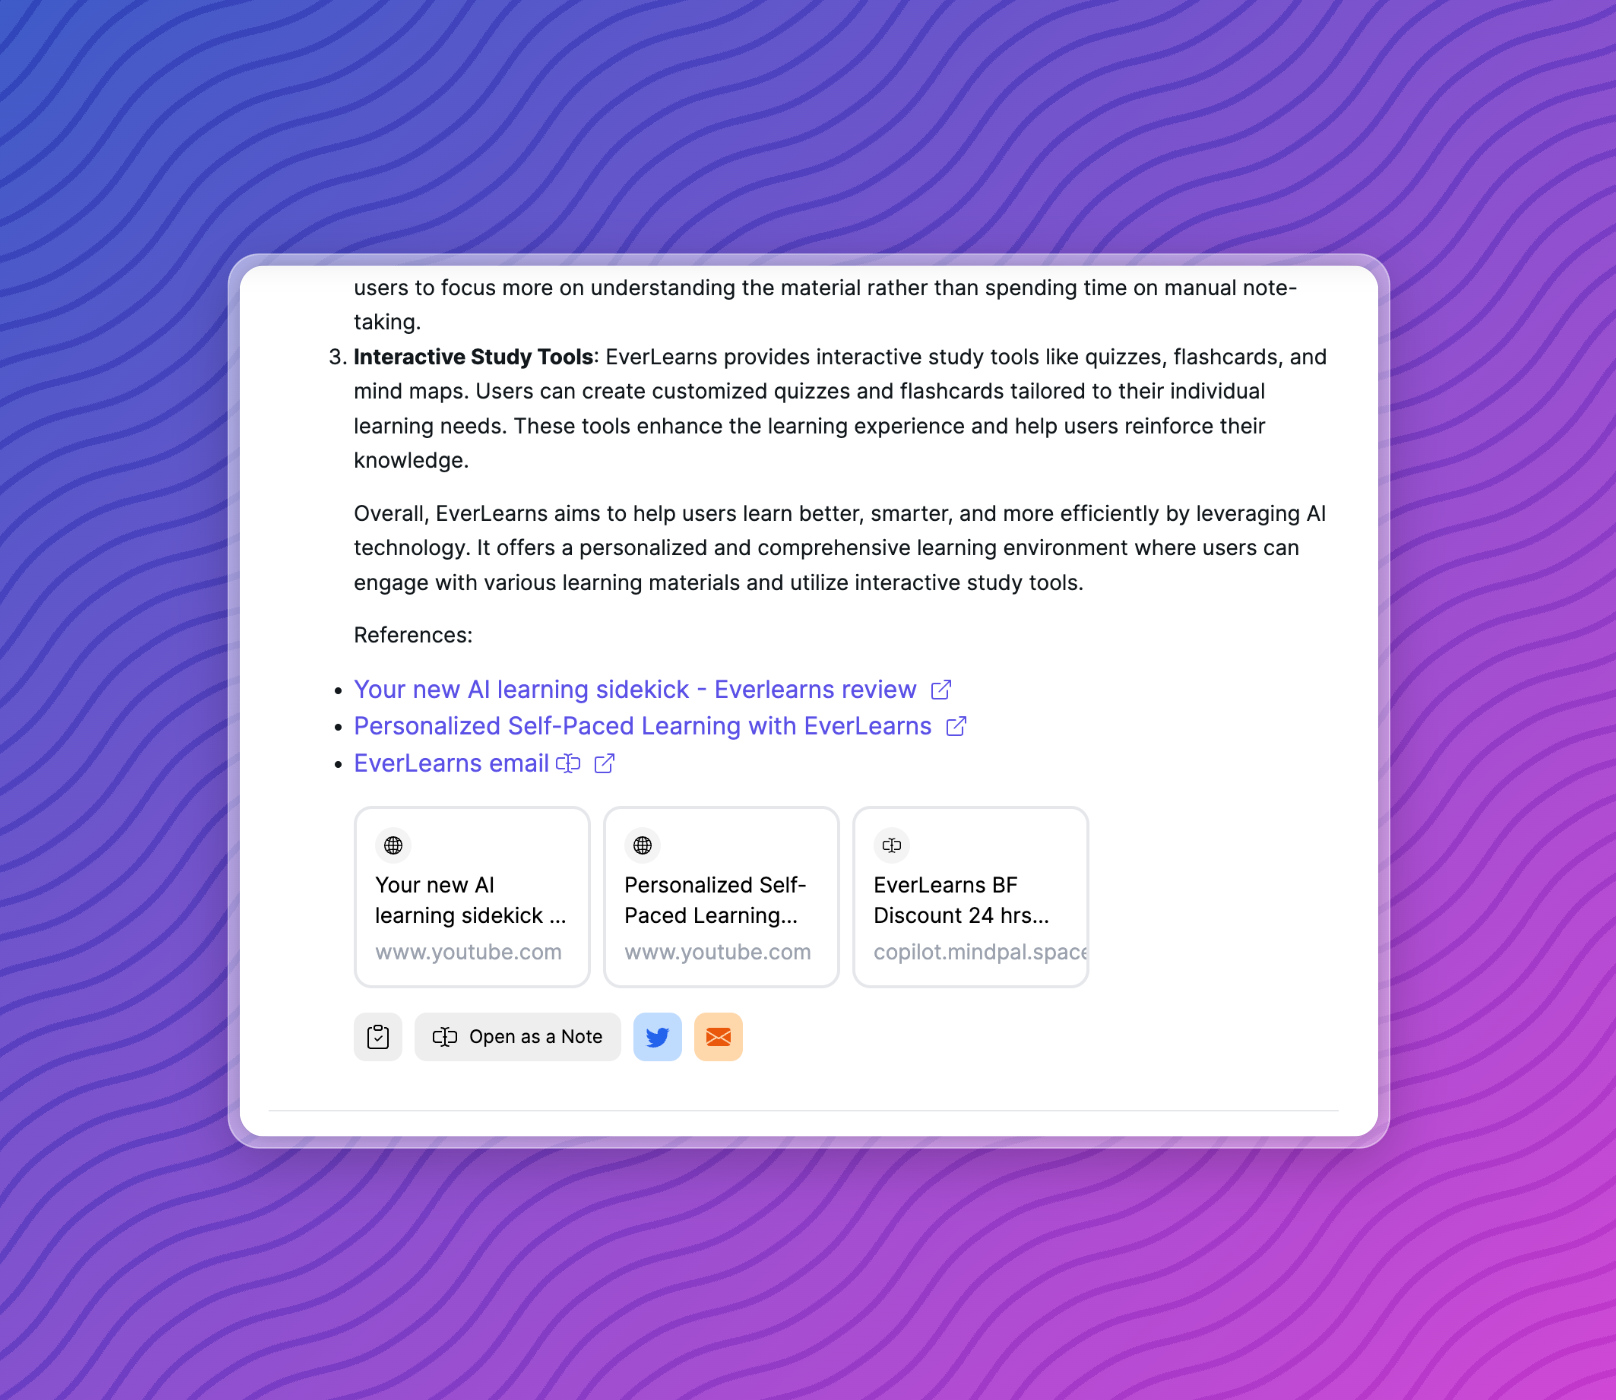 users to focus more on understanding the material rather than spending time on manual note-
taking.
3. Interactive Study Tools: EverLearns provides interactive study tools like quizzes, flashcards, and
mind maps. Users can create customized quizzes and flashcards tailored to their individual
learning needs. These tools enhance the learning experience and help users reinforce their
knowledge.
Overall, EverLearns aims to help users learn better, smarter, and more efficiently by leveraging AI
technology. It offers a personalized and comprehensive learning environment where users can
engage with various learning materials and utilize interactive study tools.
References:
• Your new AI learning sidekick - Everlearns review
• Personalized Self-Paced Learning with EverLearns
• EverLearns email
Your new AI
learning sidekick ...
www.youtube.com
Personalized Self-
Paced Learning...
www.youtube.com
EverLearns BF
Discount 24 hrs...
copilot.mindpal.space
Open as a Note